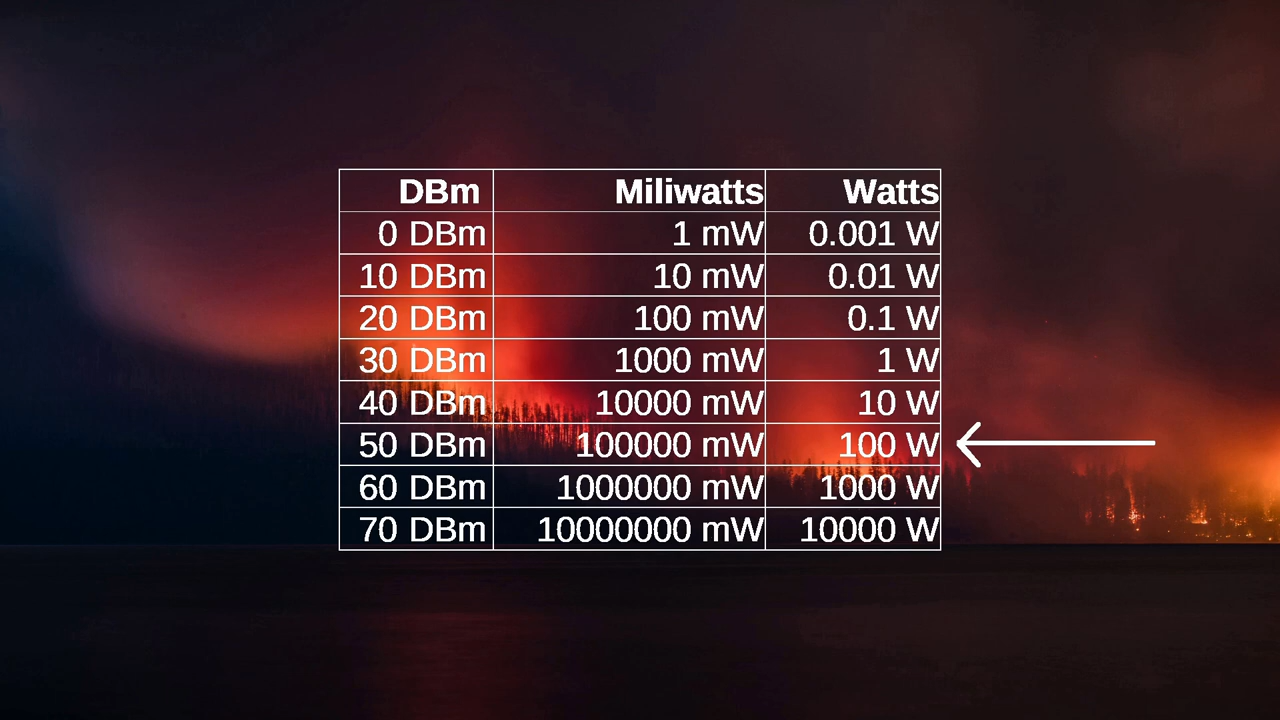 DBm Miliwatts Watts
0 DBm 1 mW 0.001 W
10 DBm 10 mW 0.01 W
20 DBm 100 mW 0.1 W
30 DBm 1000 mW 1 W
40 DBm 10000 mW 10 W
50 DBm 100000 mW 100 W
60 DBm 1000000 mW 1000 W
70 DBm 10000000 mW 10000 W